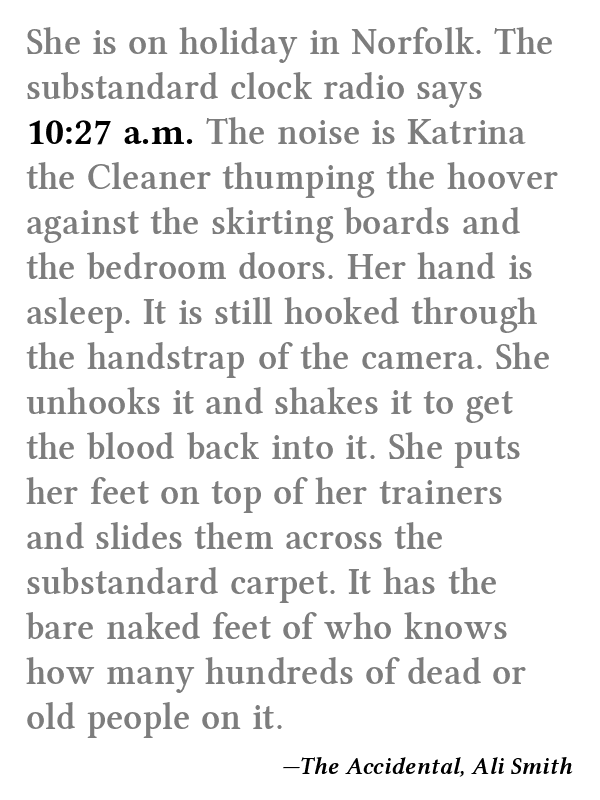 She is on holiday in Norfolk. The
substandard clock radio says
10:27 a.m. The noise is Katrina
the Cleaner thumping the hoover
against the skirting boards and
the bedroom doors. Her hand is
asleep. It is still hooked through
the handstrap of the camera. She
unhooks it and shakes it to get
the blood back into it. She puts
her feet on top of her trainers
and slides them across the
substandard carpet. It has the
bare naked feet of who knows
how many hundreds of dead or
old people on it.
—The Accidental, Ali Smith